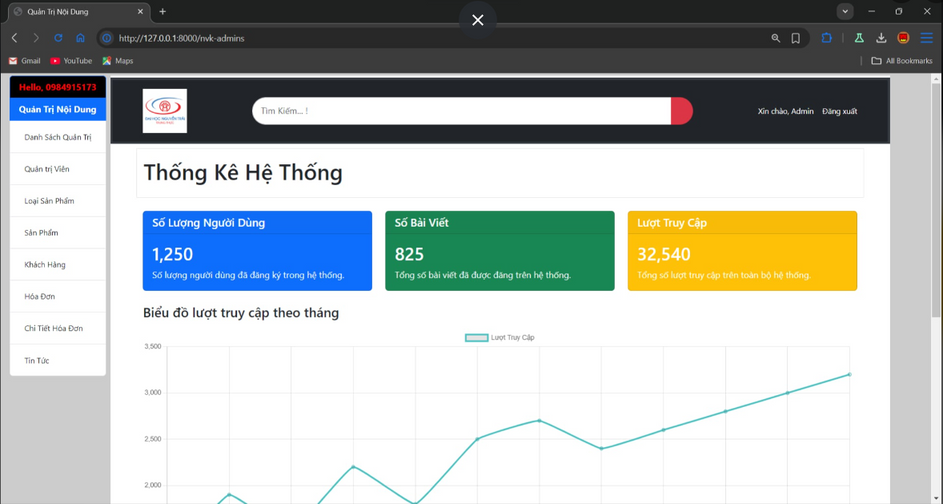 Quản Trị Nội Dung
http://127.0.0.1:8000/nvk-admins
Gmail
YouTube
Maps
All Bookmarks
Hello, 0984915173
Quản Trị Nội Dung
Danh Sách Quản Trị
Quản trị Viên
Loại Sản Phẩm
Sản Phẩm
Khách Hàng
Hóa Đơn
Chi Tiết Hóa Đơn
Tin Tức
Tìm Kiếm... !
Xin chào, Admin
Đăng xuất
Thống Kê Hệ Thống
Số Lượng Người Dùng
1,250
Số lượng người dùng đã đăng ký trong hệ thống.
Số Bài Viết
825
Tổng số bài viết đã được đăng trên hệ thống.
Lượt Truy Cập
32,540
Tổng số lượt truy cập trên toàn bộ hệ thống.
Biểu đồ lượt truy cập theo tháng
Lượt Truy Cập
3,500
3,000
2,500
2,000